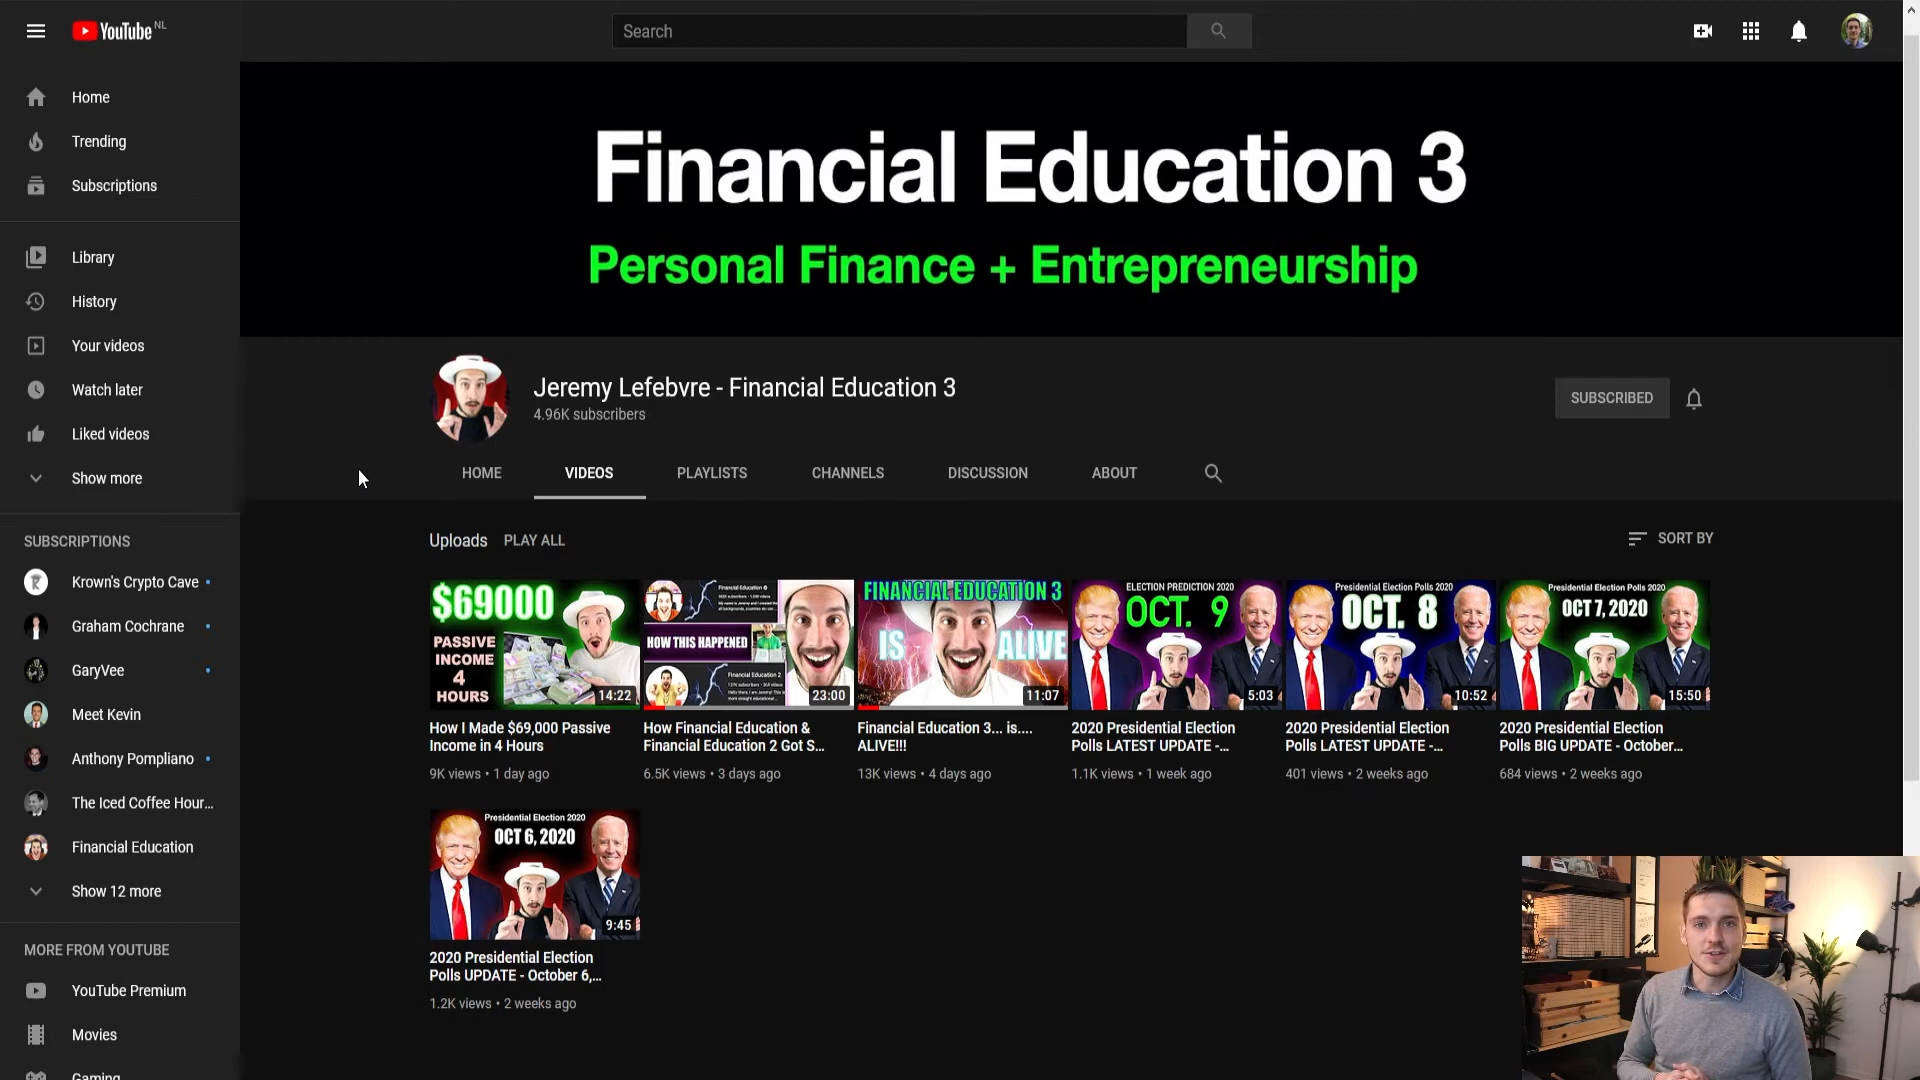 YouTube NL
Search
Home
Trending
Subscriptions
Library
History
Your videos
Watch later
Liked videos
Show more
SUBSCRIPTIONS
Krown's Crypto Cave
Graham Cochrane
GaryVee
Meet Kevin
Anthony Pompliano
The Iced Coffee Hour...
Financial Education
Show 12 more
MORE FROM YOUTUBE
YouTube Premium
Movies
Gaming
Financial Education 3
Personal Finance + Entrepreneurship
Jeremy Lefebvre - Financial Education 3
4.96K subscribers
SUBSCRIBED
HOME
VIDEOS
PLAYLISTS
CHANNELS
DISCUSSION
ABOUT
Uploads
PLAY ALL
SORT BY
$69000
PASSIVE
INCOME
4
HOURS
14:22
How I Made $69,000 Passive
Income in 4 Hours
9K views • 1 day ago
Financial Education
HOW THIS HAPPENED
Financial Education 2
23:00
How Financial Education &
Financial Education 2 Got S...
6.5K views • 3 days ago
FINANCIAL EDUCATION 3
IS ALIVE
11:07
Financial Education 3... is....
ALIVE!!!
13K views • 4 days ago
ELECTION PREDICTION 2020
OCT. 9
5:03
2020 Presidential Election
Polls LATEST UPDATE -...
1.1K views • 1 week ago
Presidential Election Polls 2020
OCT. 8
10:52
2020 Presidential Election
Polls LATEST UPDATE -...
401 views • 2 weeks ago
Presidential Election Polls 2020
OCT 7, 2020
15:50
2020 Presidential Election
Polls BIG UPDATE - October...
684 views • 2 weeks ago
Presidential Election 2020
OCT 6, 2020
9:45
2020 Presidential Election
Polls UPDATE - October 6,...
1.2K views • 2 weeks ago